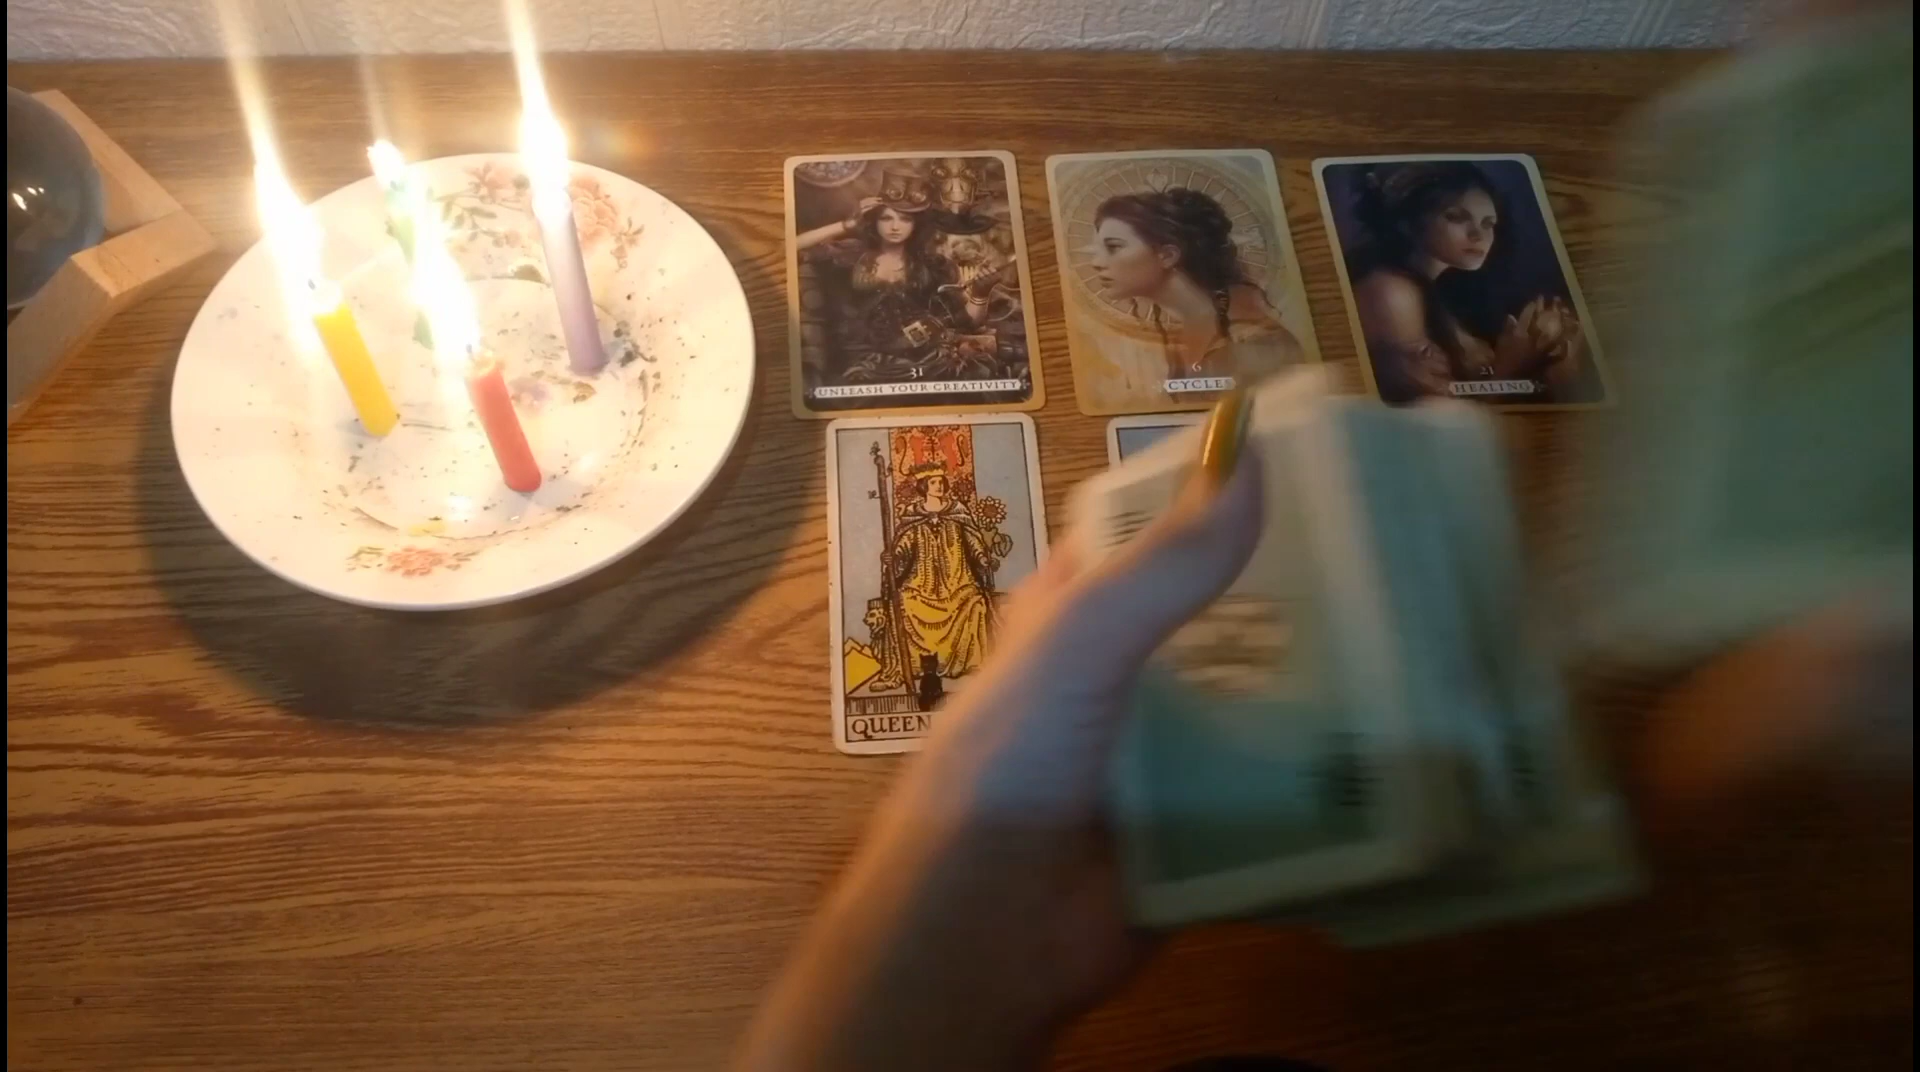 31
UNLEASH YOUR CREATIVITY
6
CYCLES
21
HEALING
QUEEN